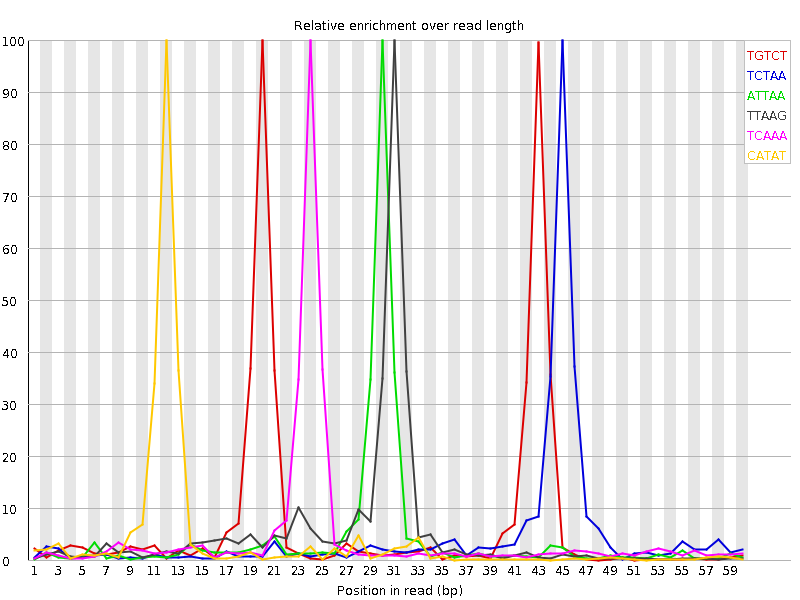 Relative enrichment over read length
100
90
80
70
60
50
40
30
20
10
0
TGTCT
TCTAA
ATTAA
TTAAG
TCAAA
CATAT
1 3 5 7 9 11 13 15 17 19 21 23 25 27 29 31 33 35 37 39 41 43 45 47 49 51 53 55 57 59
Position in read (bp)